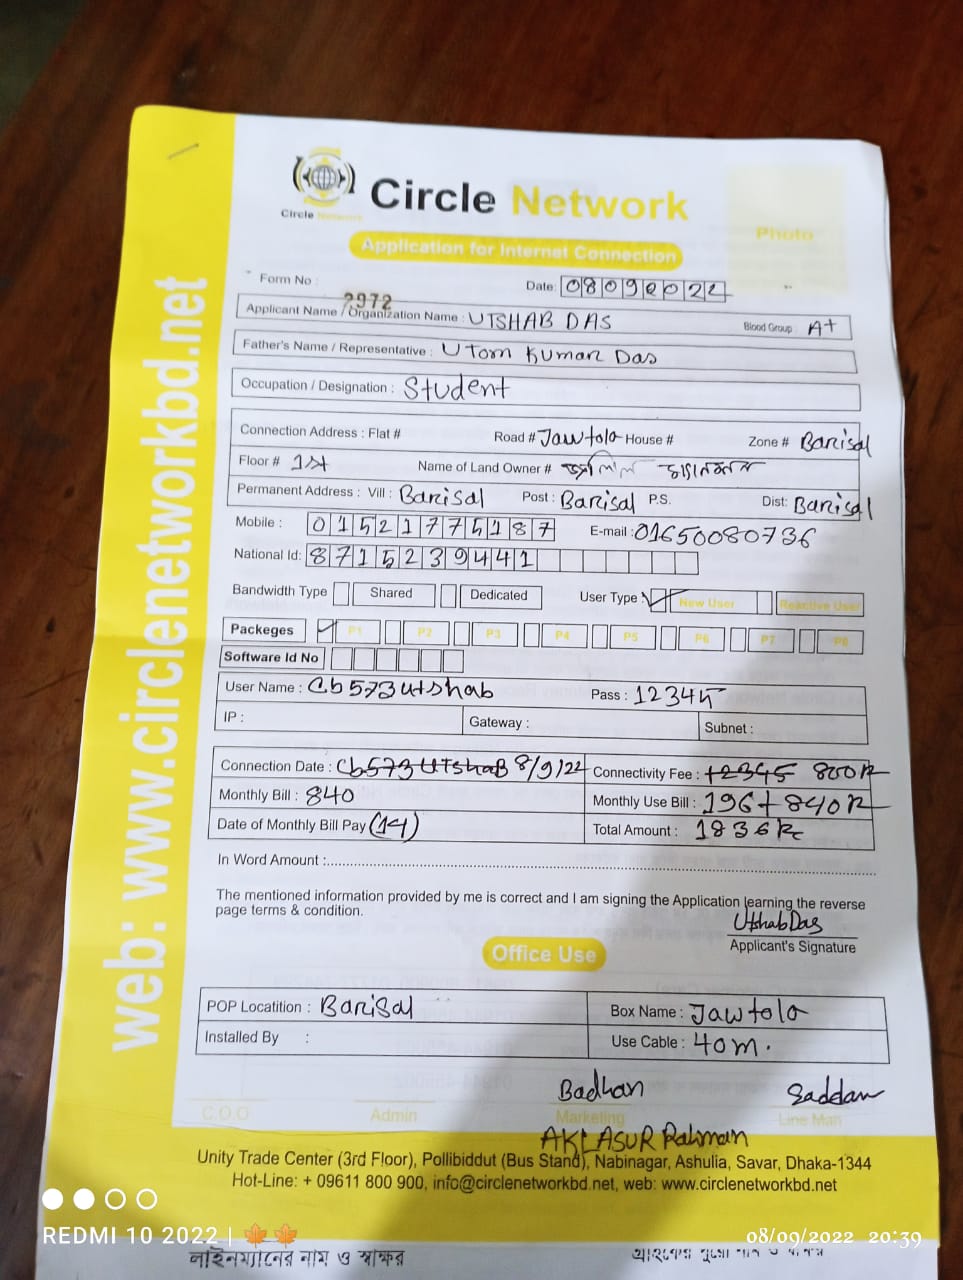 web: www.circlenetworkbd.net
Circle Network
Circle Network
Photo
Application for Internet Connection
Form No : 2972
Date: 08092022
Applicant Name / Organization Name : UTSHAB DAS Blood Group : A+
Father's Name / Representative : UTom Kumar Das
Occupation / Designation : Student
Connection Address : Flat # Road # Jawtola House # Zone # Barisal
Floor # 1st Name of Land Owner #
Permanent Address : Vill : Barisal Post : Barisal P.S. Dist: Barisal
Mobile : 01521775187 E-mail : 01650080736
National Id: 8715239441
Bandwidth Type Shared Dedicated User Type : New User Reactive User
Packeges P1 P2 P3 P4 P5 P6 P7 P8
Software Id No
User Name : Cb573utshab Pass : 12345
IP : Gateway : Subnet :
Connection Date : Cb573UTshaB 8/9/22 Connectivity Fee : 12345 800
Monthly Bill : 840 Monthly Use Bill : 196+840
Date of Monthly Bill Pay (14) Total Amount : 1836
In Word Amount :
The mentioned information provided by me is correct and I am signing the Application learning the reverse
page terms & condition.
UtshabDas
Applicant's Signature
Office Use
POP Locatition : Barisal Box Name : Jawtola
Installed By : Use Cable : 40m.
Badhan Saddam
C.O.O Admin Marketing Line Man
Rahman
Unity Trade Center (3rd Floor), Pollibiddut (Bus Stand), Nabinagar, Ashulia, Savar, Dhaka-1344
Hot-Line: + 09611 800 900, info@circlenetworkbd.net, web: www.circlenetworkbd.net
REDMI 10 2022 |
08/09/2022 20:39
লাইনম্যানের নাম ও স্বাক্ষর